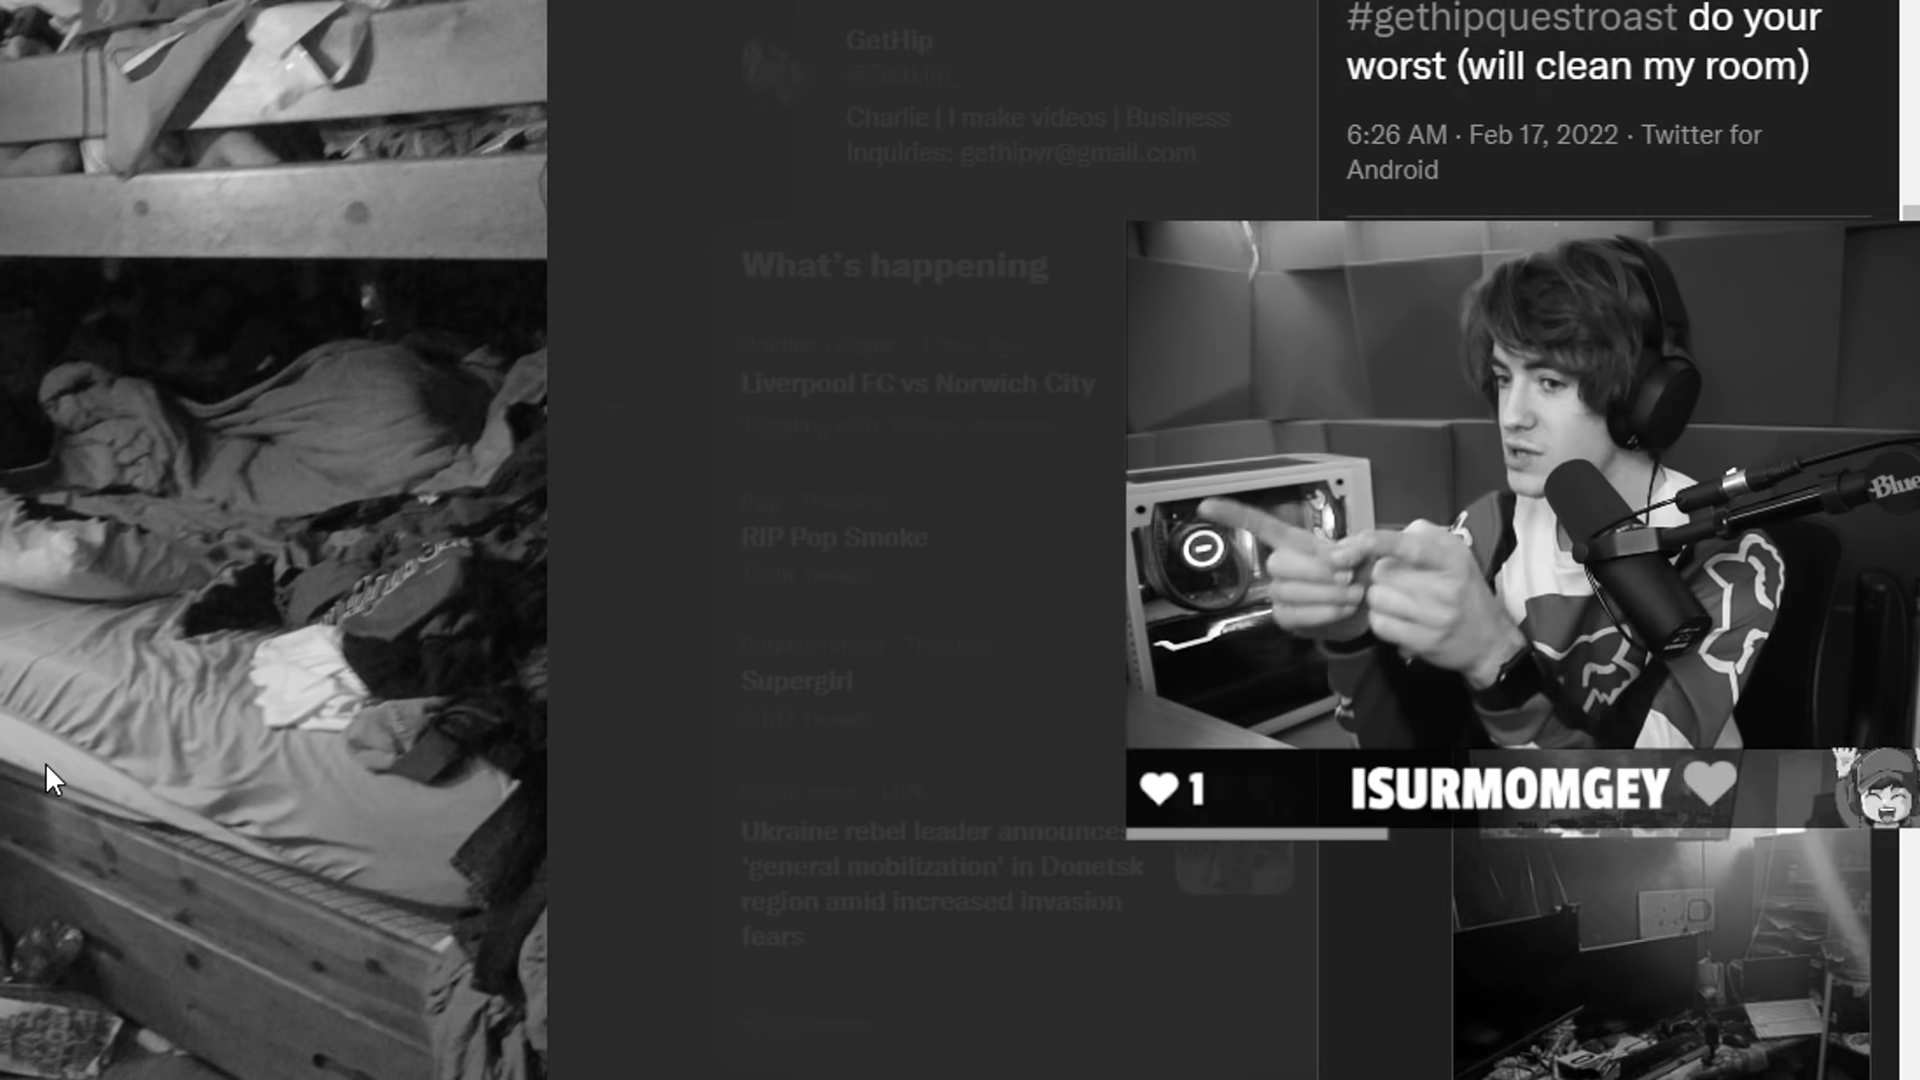 #gethipquestroast do your
worst (will clean my room)
6:26 AM · Feb 17, 2022 · Twitter for
Android
GetHip
Charlie | I make videos | Business
Inquiries: gethipvr@gmail.com
What's happening
Liverpool FC vs Norwich City
RIP Pop Smoke
Supergirl
Ukraine rebel leader announces
'general mobilization' in Donetsk
region amid increased invasion
fears
Blue
1 ISURMOMGEY